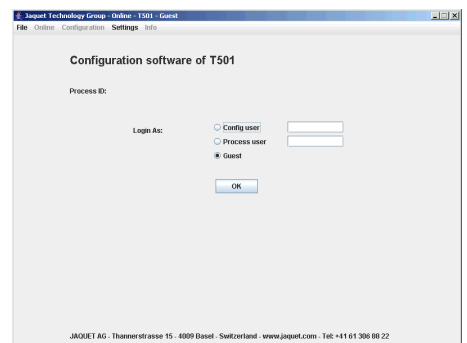 Jaquet Technology Group - Online - T501 - Guest
File Online Configuration Settings Info
Configuration software of T501
Process ID:
Login As:
Config user
Process user
Guest
OK
JAQUET AG - Thannerstrasse 15 - 4009 Basel - Switzerland - www.jaquet.com - Tel: +41 61 306 88 22